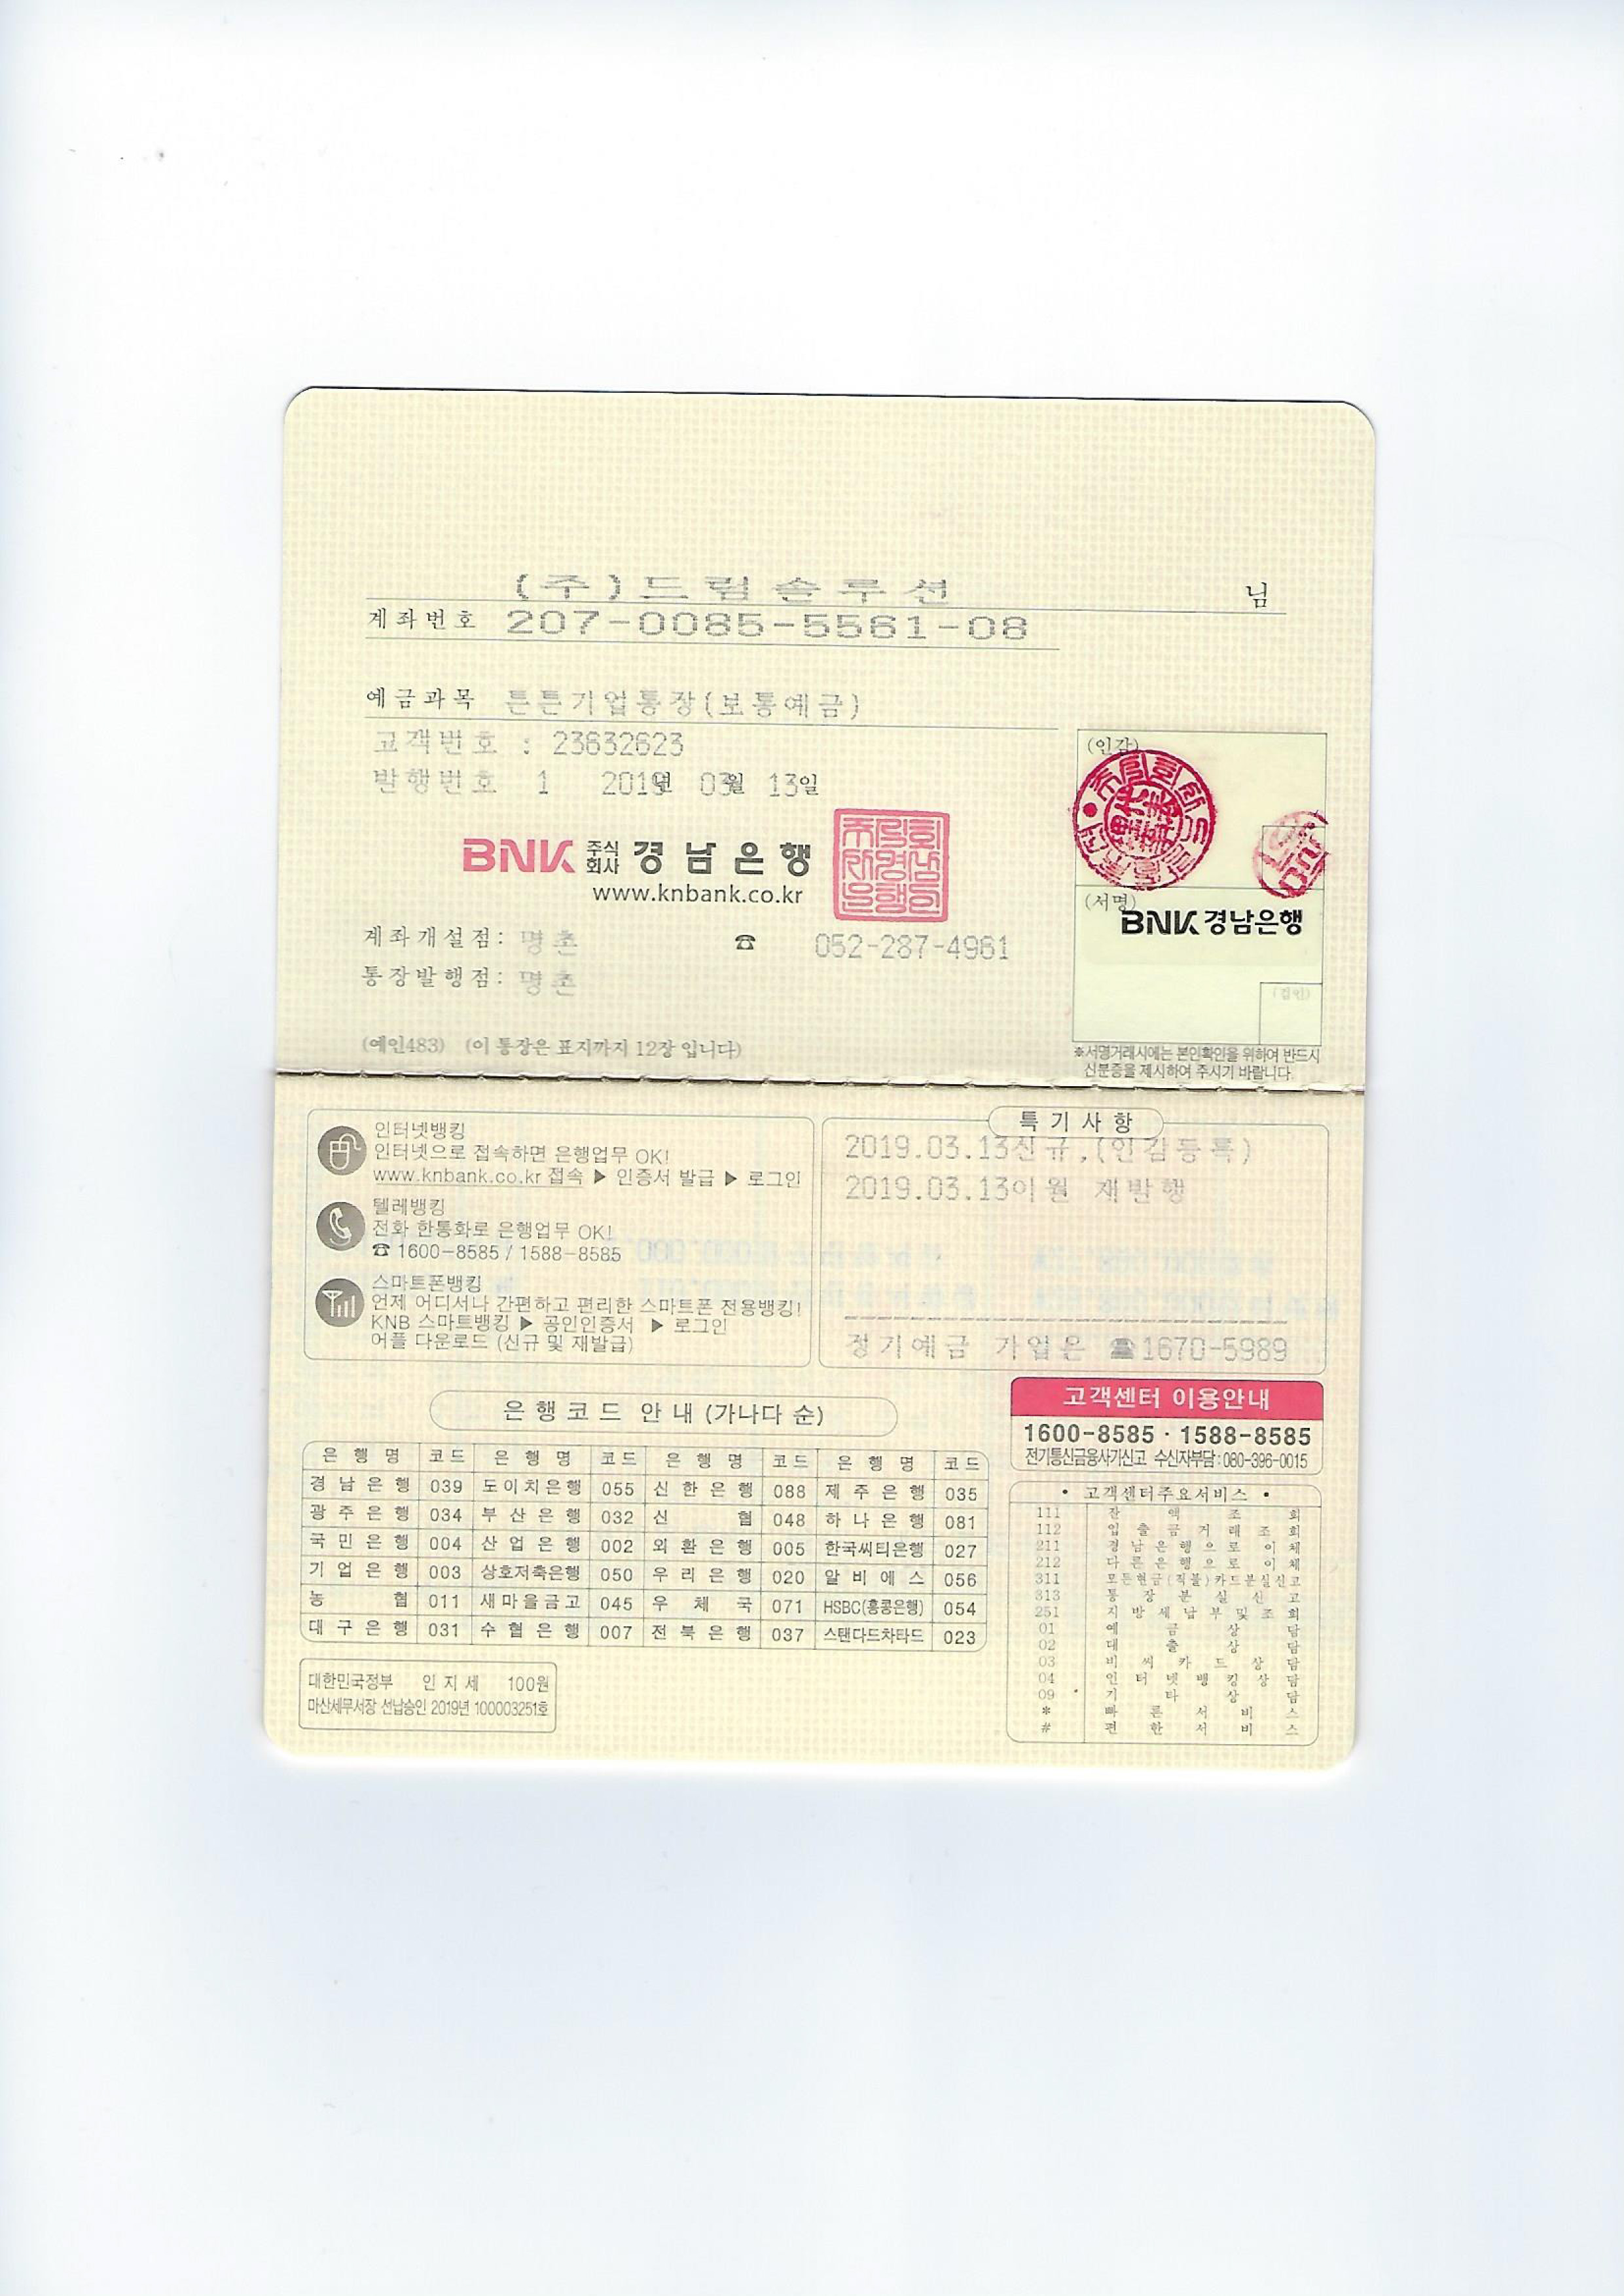 (주)드림솔루션 님
계좌번호 207-0085-5561-08
예금과목 튼튼기업통장(보통예금)
고객번호 : 23632623
발행번호 1 2019년 03월 13일
(인감)
BNK 주식회사 경남은행
www.knbank.co.kr
(서명)
BNK 경남은행
계좌개설점: 명촌 ☎ 052-287-4961
통장발행점: 명촌
(검인)
(예인483) (이 통장은 표지까지 12장 입니다)
※서명거래시에는 본인확인을 위하여 반드시
신분증을 제시하여 주시기 바랍니다.
인터넷뱅킹
인터넷으로 접속하면 은행업무 OK!
www.knbank.co.kr 접속 ▶ 인증서 발급 ▶ 로그인
텔레뱅킹
전화 한통화로 은행업무 OK!
☎ 1600-8585 / 1588-8585
스마트폰뱅킹
언제 어디서나 간편하고 편리한 스마트폰 전용뱅킹!
KNB 스마트뱅킹 ▶ 공인인증서 ▶ 로그인
어플 다운로드 (신규 및 재발급)
특기사항
2019.03.13신규,(인감등록)
2019.03.13이월 재발행
정기예금 가입은 ☎1670-5989
은행코드 안내 (가나다 순)
은행명 코드 은행명 코드 은행명 코드 은행명 코드
경남은행 039 도이치은행 055 신한은행 088 제주은행 035
광주은행 034 부산은행 032 신협 048 하나은행 081
국민은행 004 산업은행 002 외환은행 005 한국씨티은행 027
기업은행 003 상호저축은행 050 우리은행 020 알비에스 056
농협 011 새마을금고 045 우체국 071 HSBC(홍콩은행) 054
대구은행 031 수협은행 007 전북은행 037 스탠다드차타드 023
대한민국정부 인지세 100원
마산세무서장 선납승인 2019년 100003251호
고객센터 이용안내
1600-8585 · 1588-8585
전기통신금융사기신고 수신자부담 : 080-396-0015
• 고객센터주요서비스 •
111 잔액조회
112 입출금거래조회
211 경남은행으로이체
212 다른은행으로이체
311 모든현금(직불)카드분실신고
313 통장분실신고
251 지방세납부및조회
01 예금상담
02 대출상담
03 비씨카드상담
04 인터넷뱅킹상담
09 기타상담
* 빠른서비스
# 편한서비스